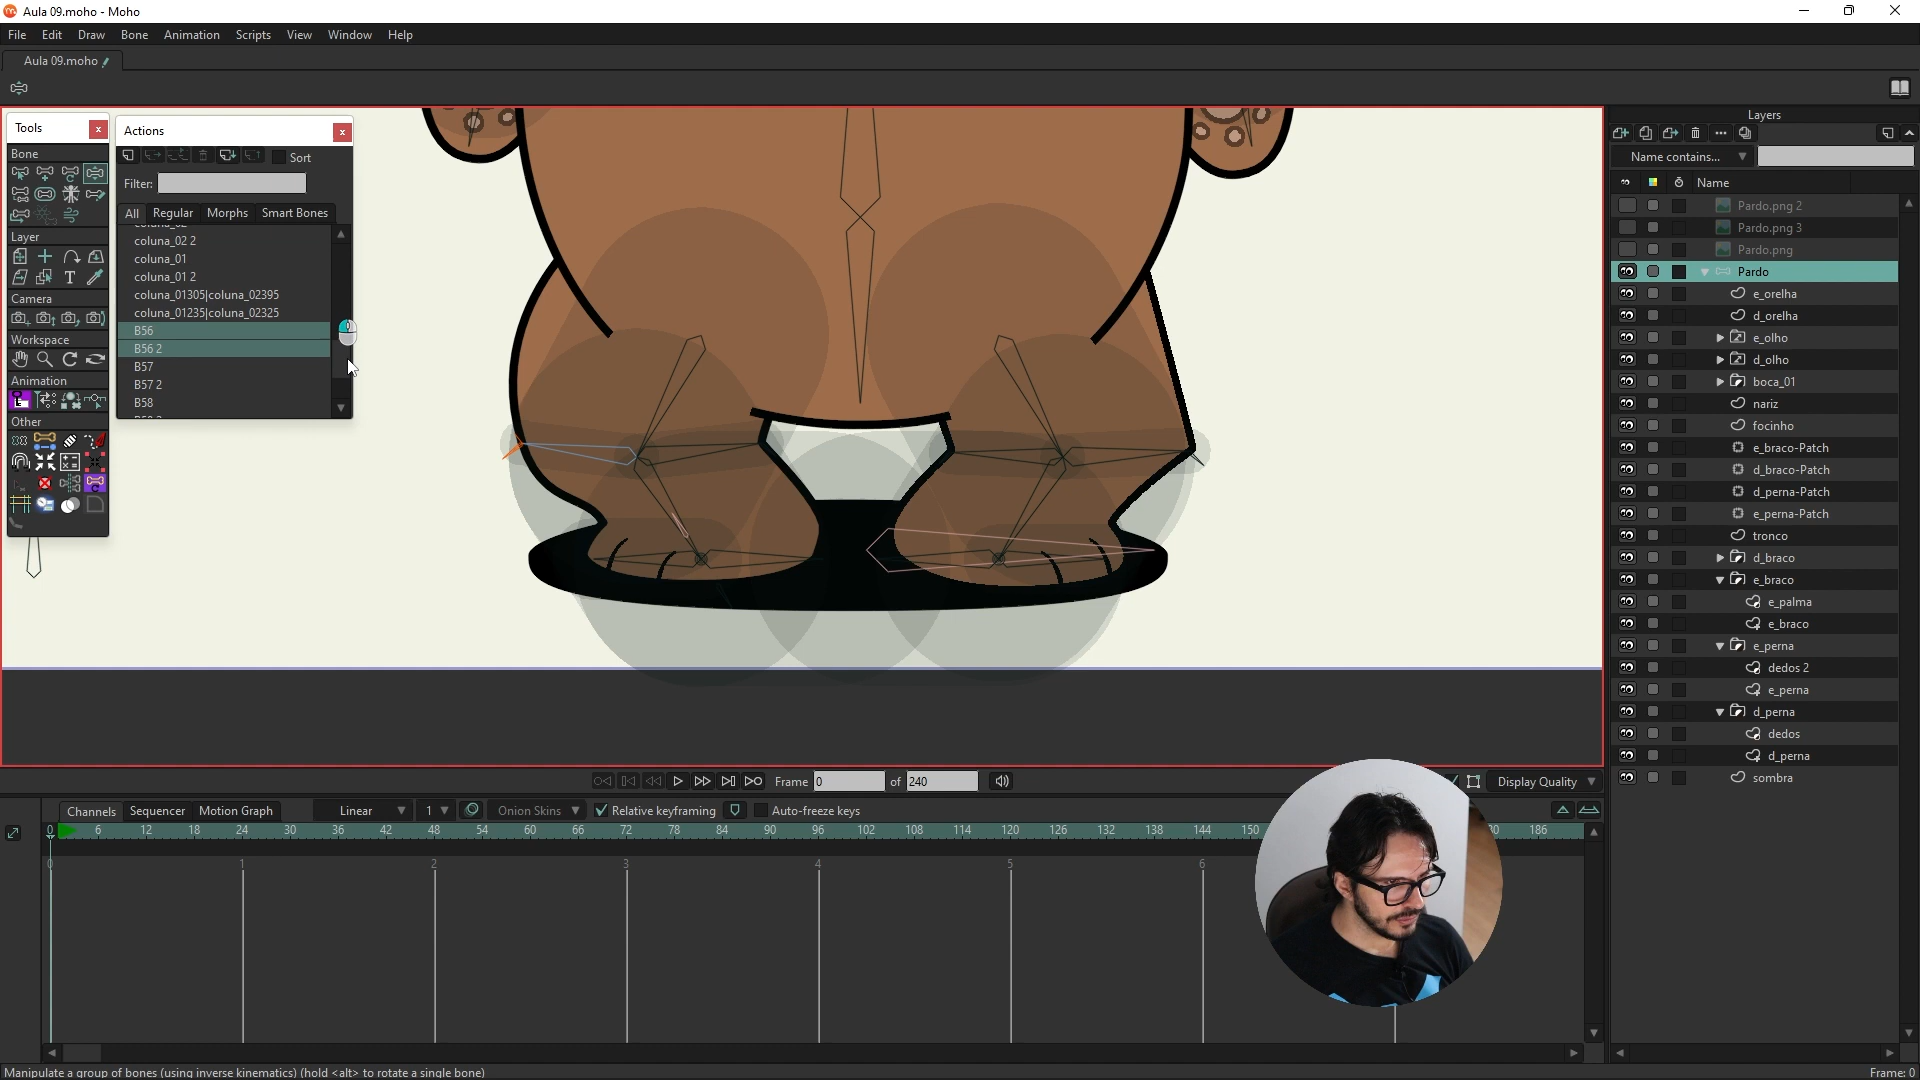 Aula 09.moho - Moho
File Edit Draw Bone Animation Scripts View Window Help
Aula 09.moho
Tools
Bone
Layer
Camera
Workspace
Animation
Other
Actions
Sort
Filter:
All Regular Morphs Smart Bones
coluna_02 2
coluna_01
coluna_01 2
coluna_01305|coluna_02395
coluna_01235|coluna_02325
B56
B56 2
B57
B57 2
B58
Layers
Name contains...
Name
Pardo.png 2
Pardo.png 3
Pardo.png
Pardo
e_orelha
d_orelha
e_olho
d_olho
boca_01
nariz
focinho
e_braco-Patch
d_braco-Patch
d_perna-Patch
e_perna-Patch
tronco
d_braco
e_braco
e_palma
e_braco
e_perna
dedos 2
e_perna
d_perna
dedos
d_perna
sombra
Frame 0 of 240
Display Quality
Channels Sequencer Motion Graph Linear 1 Onion Skins Relative keyframing Auto-freeze keys
0 6 12 18 24 30 36 42 48 54 60 66 72 78 84 90 96 102 108 114 120 126 132 138 144 150 186
0 1 2 3 4 5 6
Manipulate a group of bones (using inverse kinematics) (hold <alt> to rotate a single bone)
Frame: 0